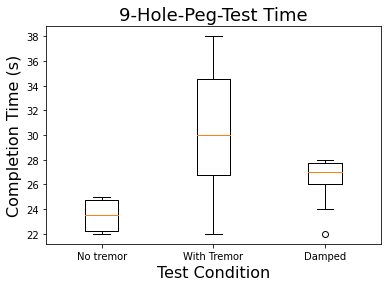 9-Hole-Peg-Test Time
Completion Time (s)
38
36
34
32
30
28
26
24
22
No tremor With Tremor Damped
Test Condition